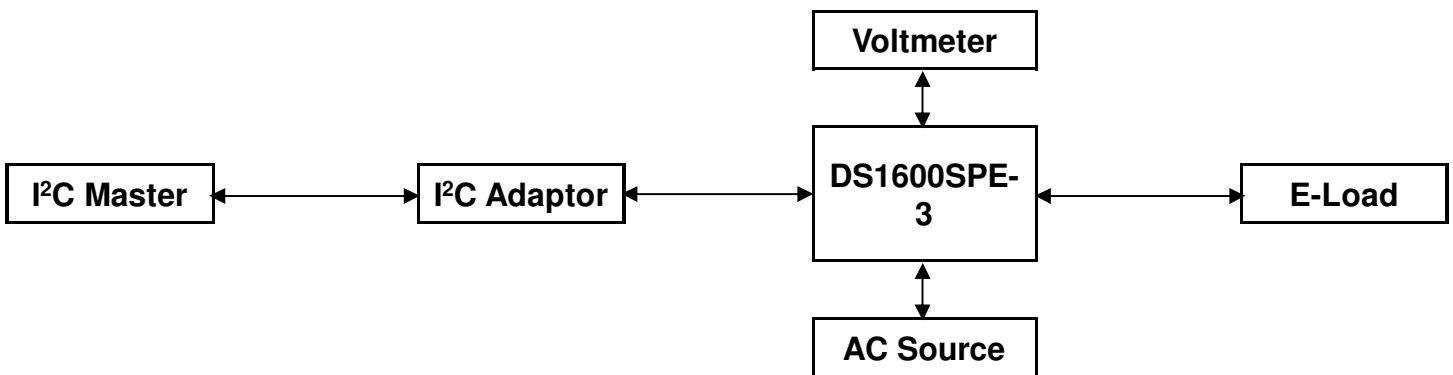 Voltmeter
I²C Master
I²C Adaptor
DS1600SPE-
3
E-Load
AC Source